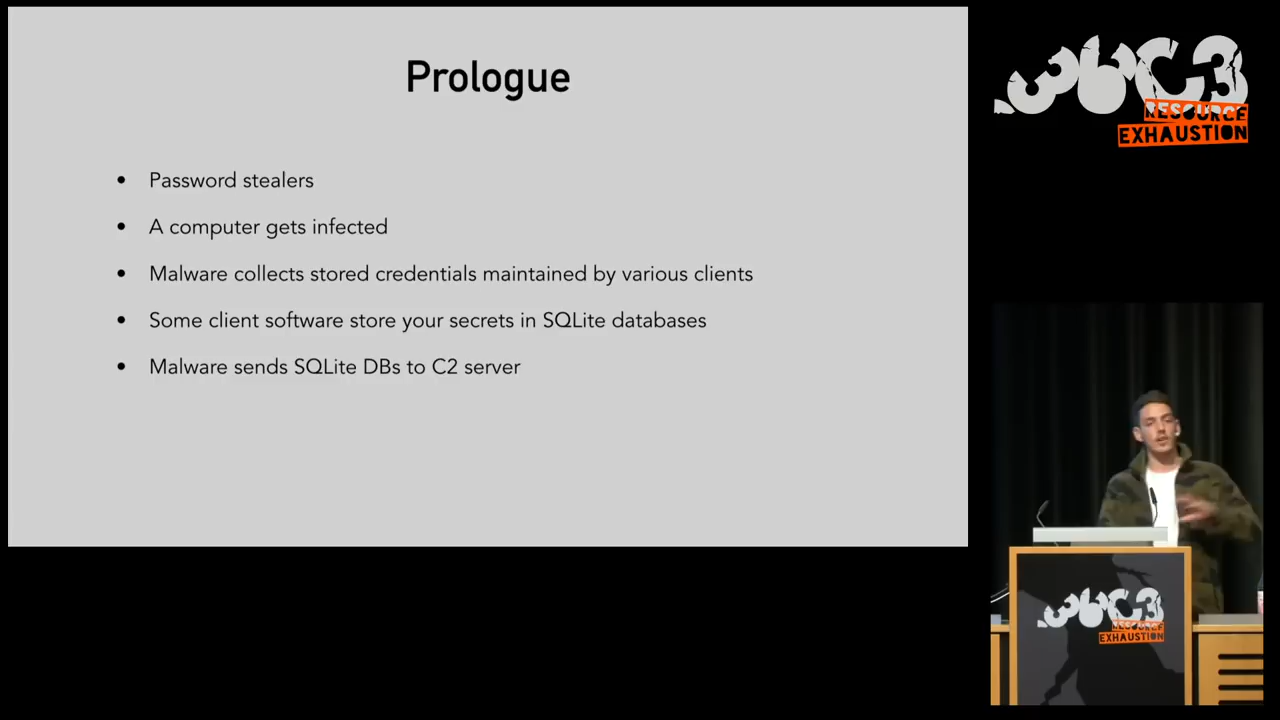 Prologue
• Password stealers
• A computer gets infected
• Malware collects stored credentials maintained by various clients
• Some client software store your secrets in SQLite databases
• Malware sends SQLite DBs to C2 server
36C3
RESOURCE
EXHAUSTION
36C3
RESOURCE
EXHAUSTION